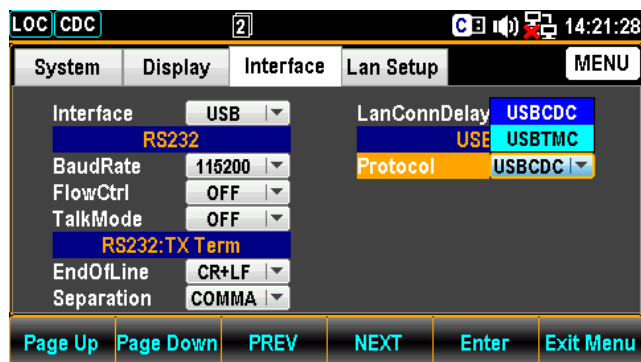 LOC CDC 2 C 14:21:28
System Display Interface Lan Setup MENU
Interface USB LanConnDelay USBCDC
RS232 USB USBTMC
BaudRate 115200 Protocol USBCDC
FlowCtrl OFF
TalkMode OFF
RS232:TX Term
EndOfLine CR+LF
Separation COMMA
Page Up Page Down PREV NEXT Enter Exit Menu